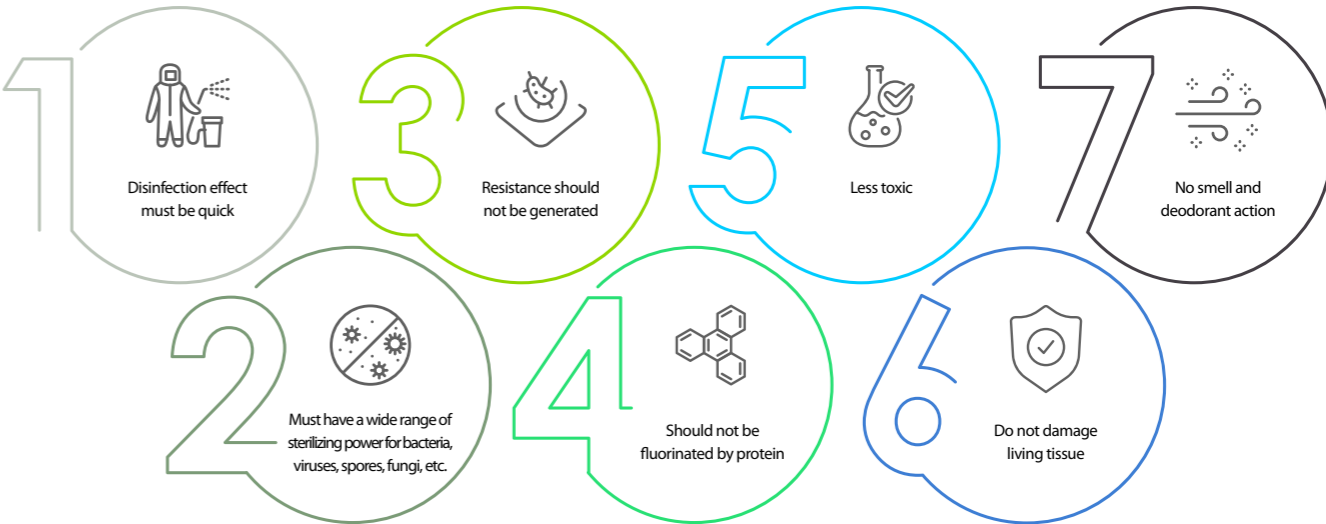 1
Disinfection effect
must be quick
2
Must have a wide range of
sterilizing power for bacteria,
viruses, spores, fungi, etc.
3
Resistance should
not be generated
4
Should not be
fluorinated by protein
5
Less toxic
6
Do not damage
living tissue
7
No smell and
deodorant action